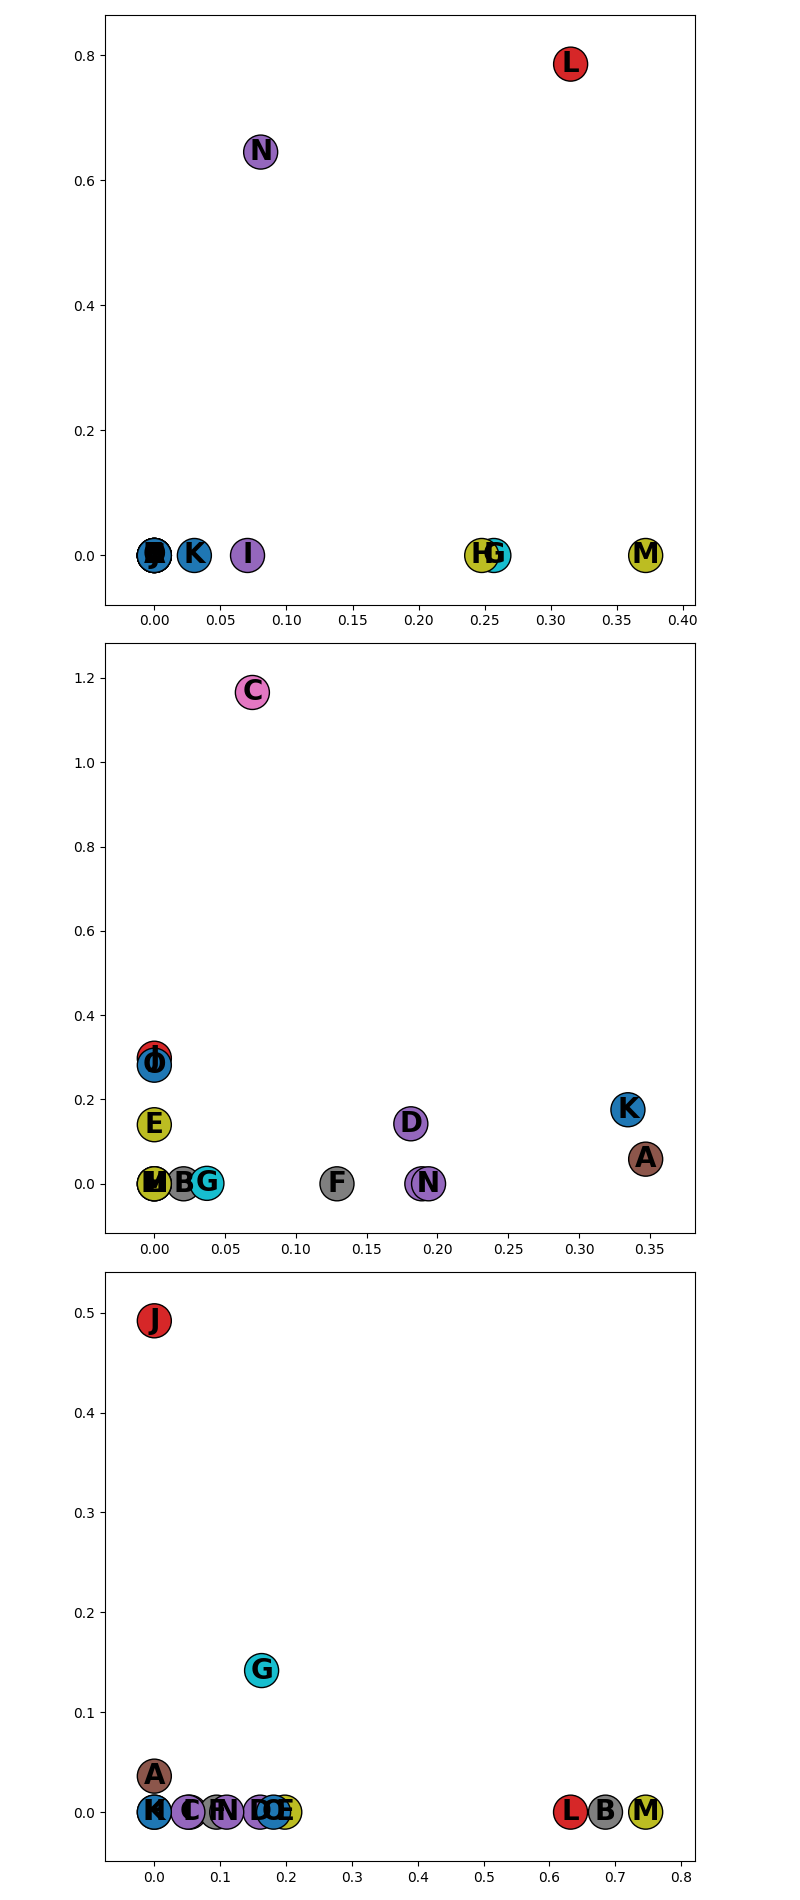 0.8
L
N
0.6
0.4
0.2
0.0
J K I H G M
0.00 0.05 0.10 0.15 0.20 0.25 0.30 0.35 0.40
1.2
C
1.0
0.8
0.6
0.4
J
O
0.2
K
E D
A
0.0
M B G F N
0.00 0.05 0.10 0.15 0.20 0.25 0.30 0.35
0.5
J
0.4
0.3
0.2
G
0.1
A
0.0
K C F N D O E L B M
0.0 0.1 0.2 0.3 0.4 0.5 0.6 0.7 0.8